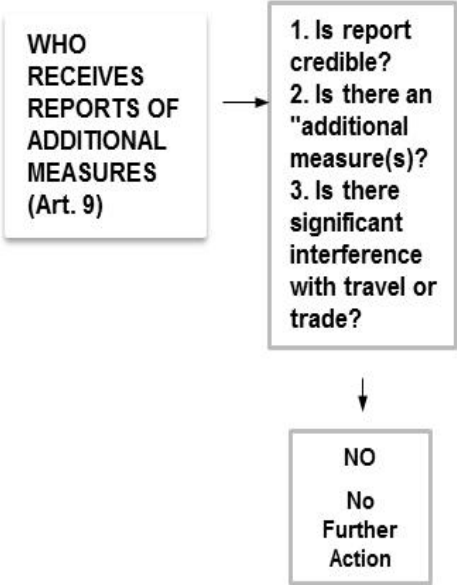 WHO
RECEIVES
REPORTS OF
ADDITIONAL
MEASURES
(Art. 9)
1. Is report
credible?
2. Is there an
"additional
measure(s)?
3. Is there
significant
interference
with travel or
trade?
NO
No
Further
Action